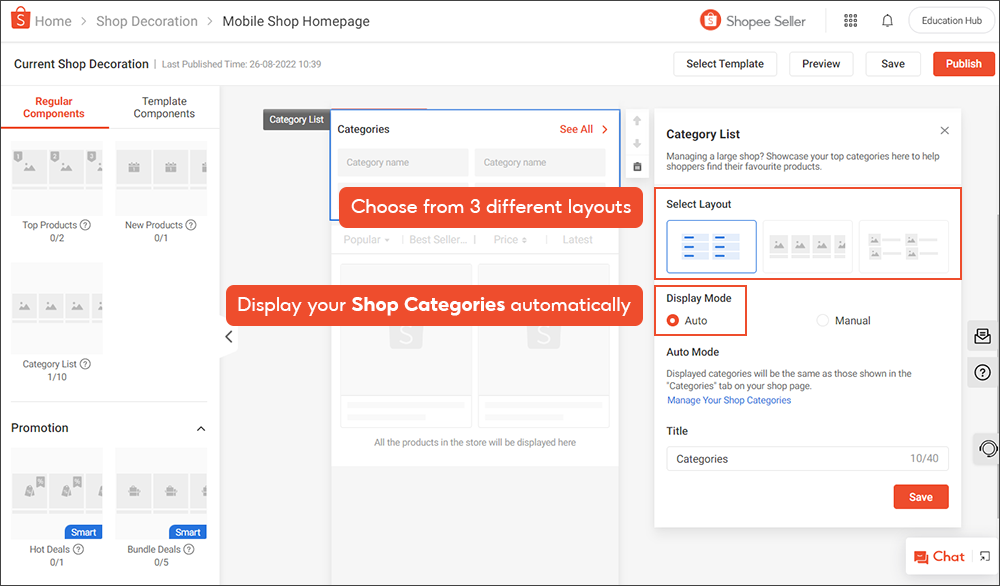 Home > Shop Decoration > Mobile Shop Homepage
Shopee Seller
Education Hub
Current Shop Decoration | Last Published Time: 26-08-2022 10:39
Select Template
Preview
Save
Publish
Regular
Components
Template
Components
1 2 3
Top Products ?
0/2
New Products ?
0/1
Category List ?
1/10
Promotion
Smart
Hot Deals ?
0/1
Smart
Bundle Deals ?
0/5
Category List
Categories
See All >
Category name
Category name
Choose from 3 different layouts
Popular
Best Seller...
Price
Latest
Display your Shop Categories automatically
All the products in the store will be displayed here
Category List
Managing a large shop? Showcase your top categories here to help
shoppers find their favourite products.
Select Layout
Display Mode
Auto
Manual
Auto Mode
Displayed categories will be the same as those shown in the
"Categories" tab on your shop page.
Manage Your Shop Categories
Title
Categories
10/40
Save
Chat